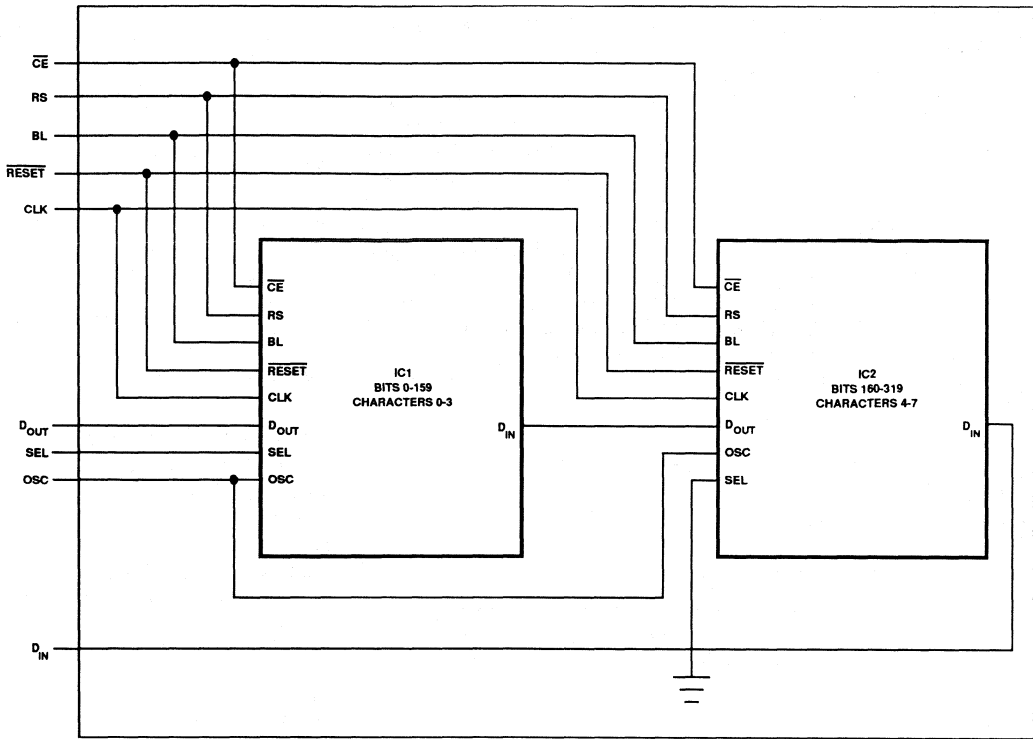 CE
RS
BL
RESET
CLK
DOUT
SEL
OSC
DIN
CE
RS
BL
RESET
CLK
DOUT
SEL
OSC
IC1
BITS 0-159
CHARACTERS 0-3
DIN
CE
RS
BL
RESET
CLK
DOUT
OSC
SEL
IC2
BITS 160-319
CHARACTERS 4-7
DIN